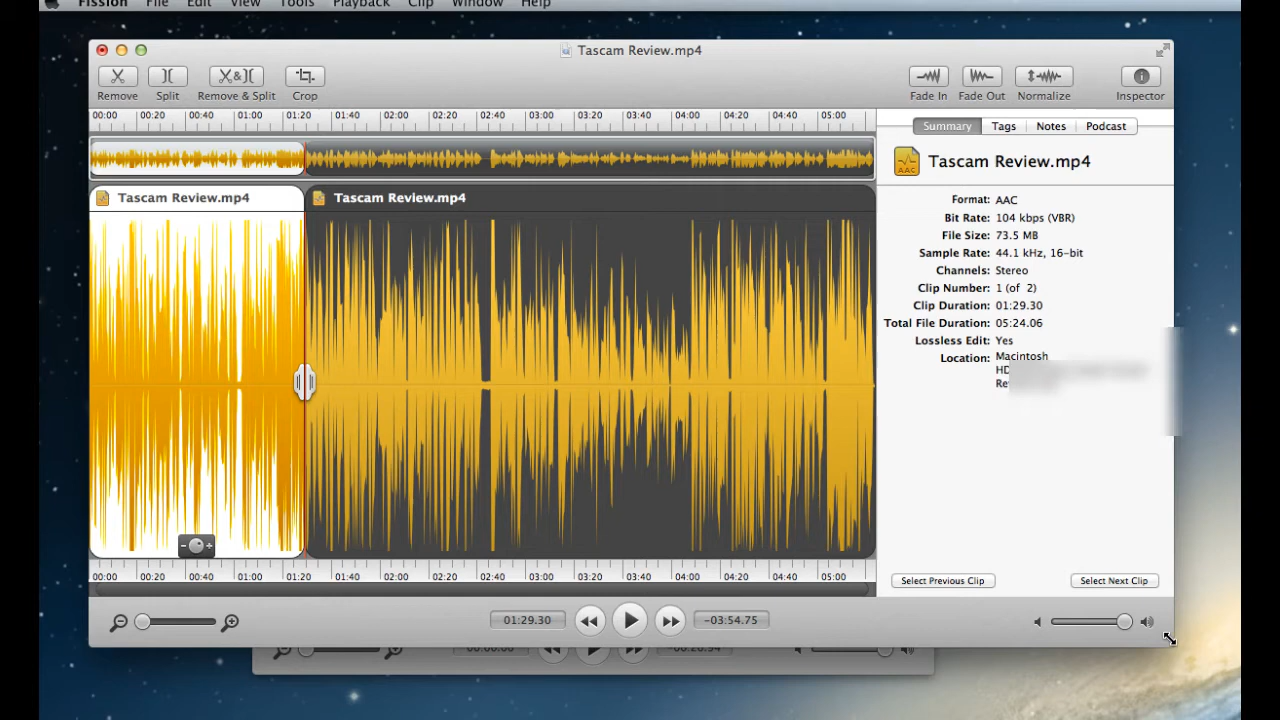 Fission File Edit View Tools Playback Clip Window Help
Tascam Review.mp4
Remove Split Remove & Split Crop Fade In Fade Out Normalize Inspector
00:00 00:20 00:40 01:00 01:20 01:40 02:00 02:20 02:40 03:00 03:20 03:40 04:00 04:20 04:40 05:00
Summary Tags Notes Podcast
AAC
Tascam Review.mp4
Tascam Review.mp4 Tascam Review.mp4
Format: AAC
Bit Rate: 104 kbps (VBR)
File Size: 73.5 MB
Sample Rate: 44.1 kHz, 16-bit
Channels: Stereo
Clip Number: 1 (of 2)
Clip Duration: 01:29.30
Total File Duration: 05:24.06
Lossless Edit: Yes
Location: Macintosh
HD
Re
00:00 00:20 00:40 01:00 01:20 01:40 02:00 02:20 02:40 03:00 03:20 03:40 04:00 04:20 04:40 05:00
Select Previous Clip Select Next Clip
01:29.30 -03:54.75